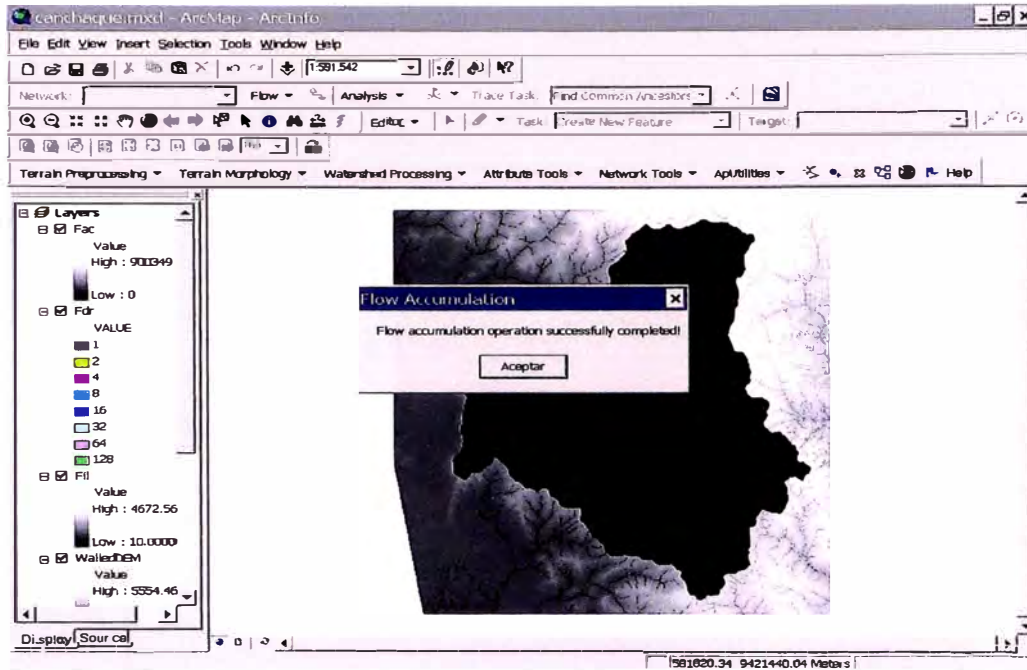 canchaque.mxd - ArcMap - ArcInfo
File Edit View Insert Selection Tools Window Help
1:591.542
Network: Flow Analysis Trace Task: Find Common Ancestors
Editor Task: Create New Feature Target:
Terrain Preprocessing Terrain Morphology Watershed Processing Attribute Tools Network Tools ApUtilities Help
Layers
Fac
Value
High : 900349
Low : 0
Fdr
VALUE
1
2
4
8
16
32
64
128
Fil
Value
High : 4672.56
Low : 10.0000
WalledDEM
Value
High : 5554.46
Display Source
Flow Accumulation
Flow accumulation operation successfully completed!
Aceptar
581820.34 9421440.04 Meters